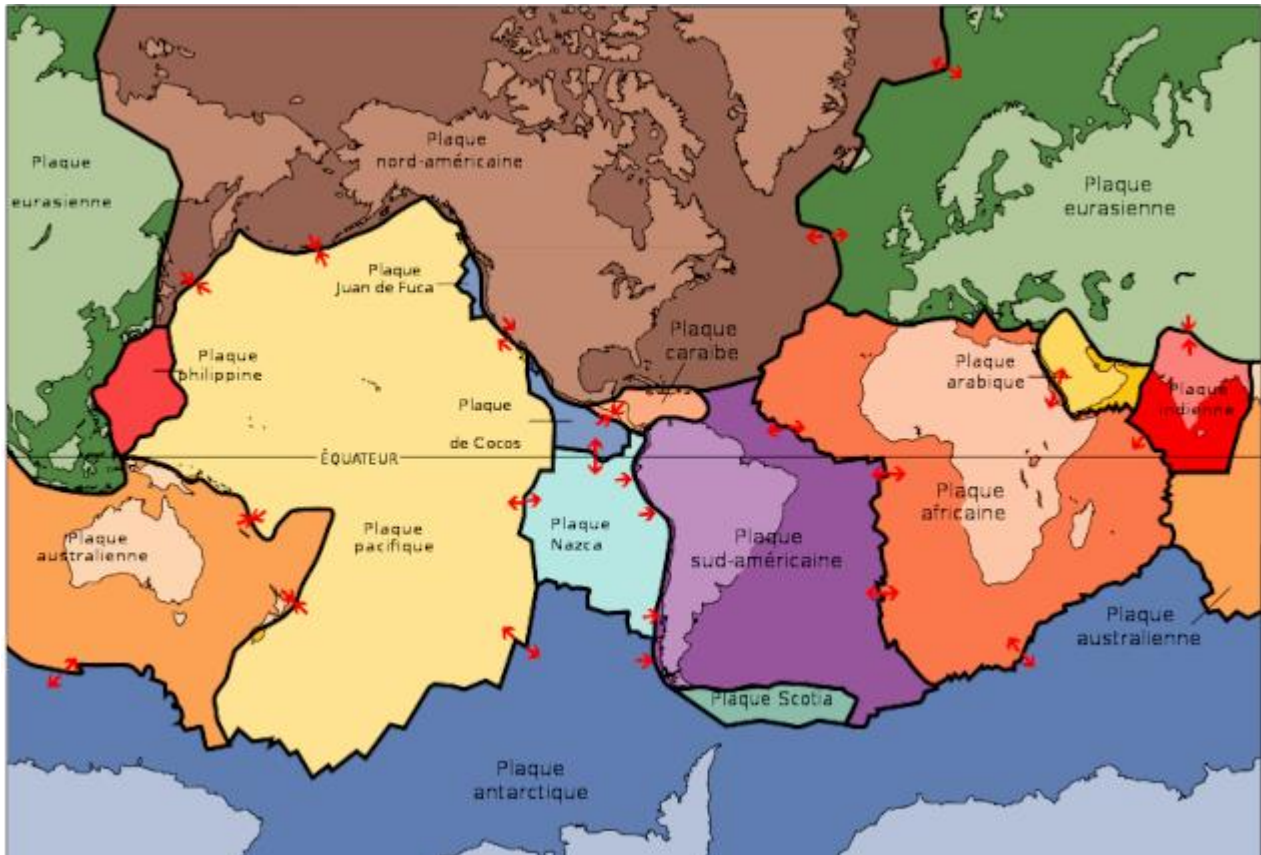 Plaque
nord-américaine
Plaque
eurasienne
Plaque
eurasienne
Plaque
Juan de Fuca
Plaque
caraïbe
Plaque
philippine
Plaque
arabique
Plaque
indienne
Plaque
de Cocos
ÉQUATEUR
Plaque
australienne
Plaque
pacifique
Plaque
Nazca
Plaque
sud-américaine
Plaque
africaine
Plaque
australienne
Plaque Scotia
Plaque
antarctique